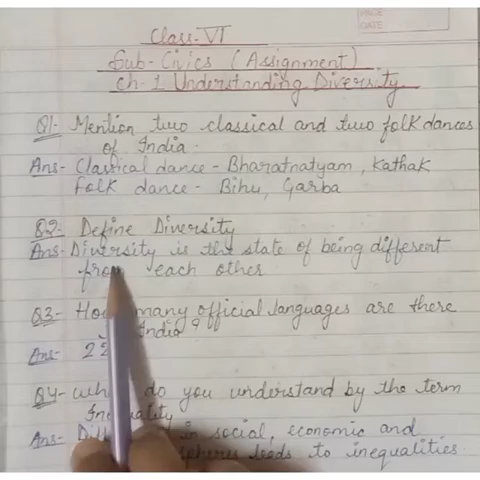 PAGE
DATE
Class-VI
Sub-Civics (Assignment)
Ch-1 Understanding Diversity
Q1- Mention two classical and two folk dances
of India.
Ans- Classical dance - Bharatnatyam, Kathak
Folk dance - Bihu, Garba
Q2- Define Diversity
Ans- Diversity is the state of being different
from each other
Q3- How many official languages are there
India?
Ans- 22
Q4- do you understand by the term
Ans- in social, economic and
leads to inequalities.